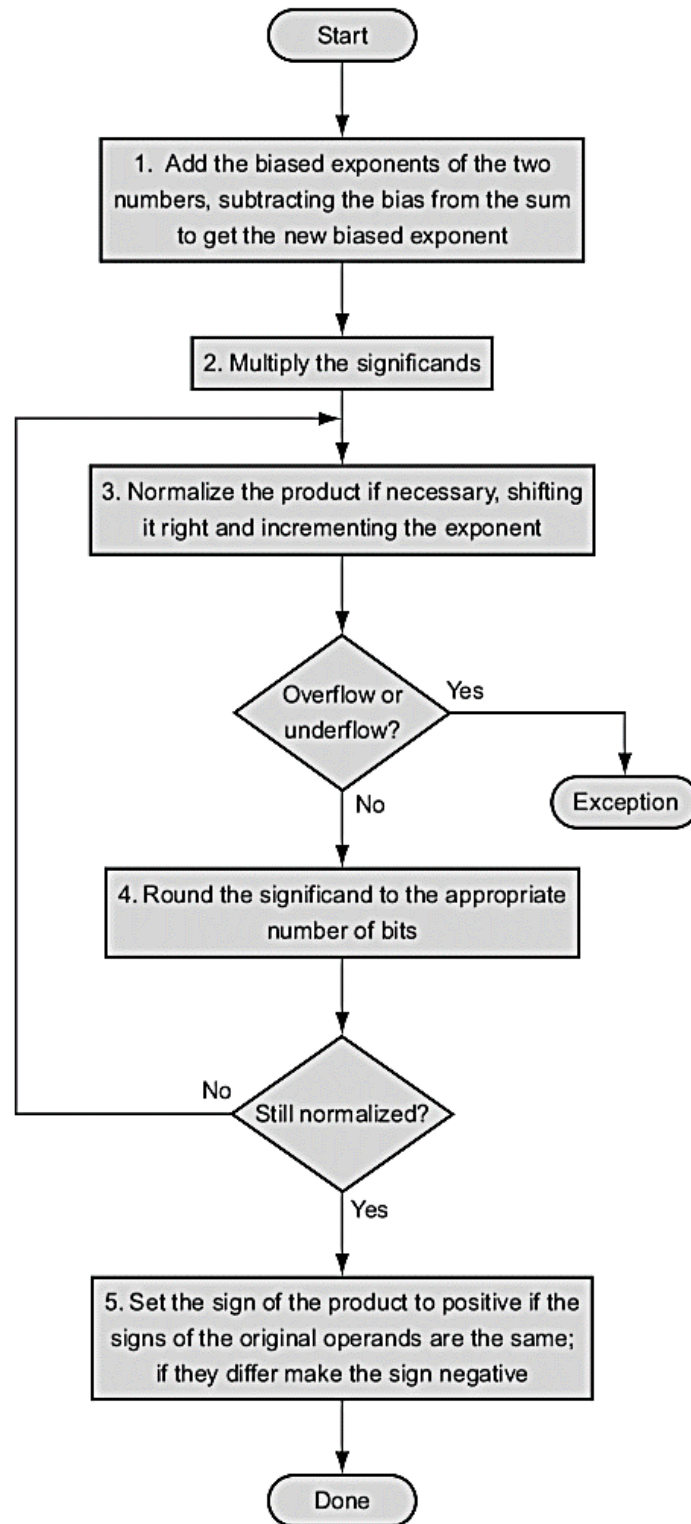 Start
1. Add the biased exponents of the two
numbers, subtracting the bias from the sum
to get the new biased exponent
2. Multiply the significands
3. Normalize the product if necessary, shifting
it right and incrementing the exponent
Overflow or
underflow?
Yes
Exception
No
4. Round the significand to the appropriate
number of bits
No
Still normalized?
Yes
5. Set the sign of the product to positive if the
signs of the original operands are the same;
if they differ make the sign negative
Done